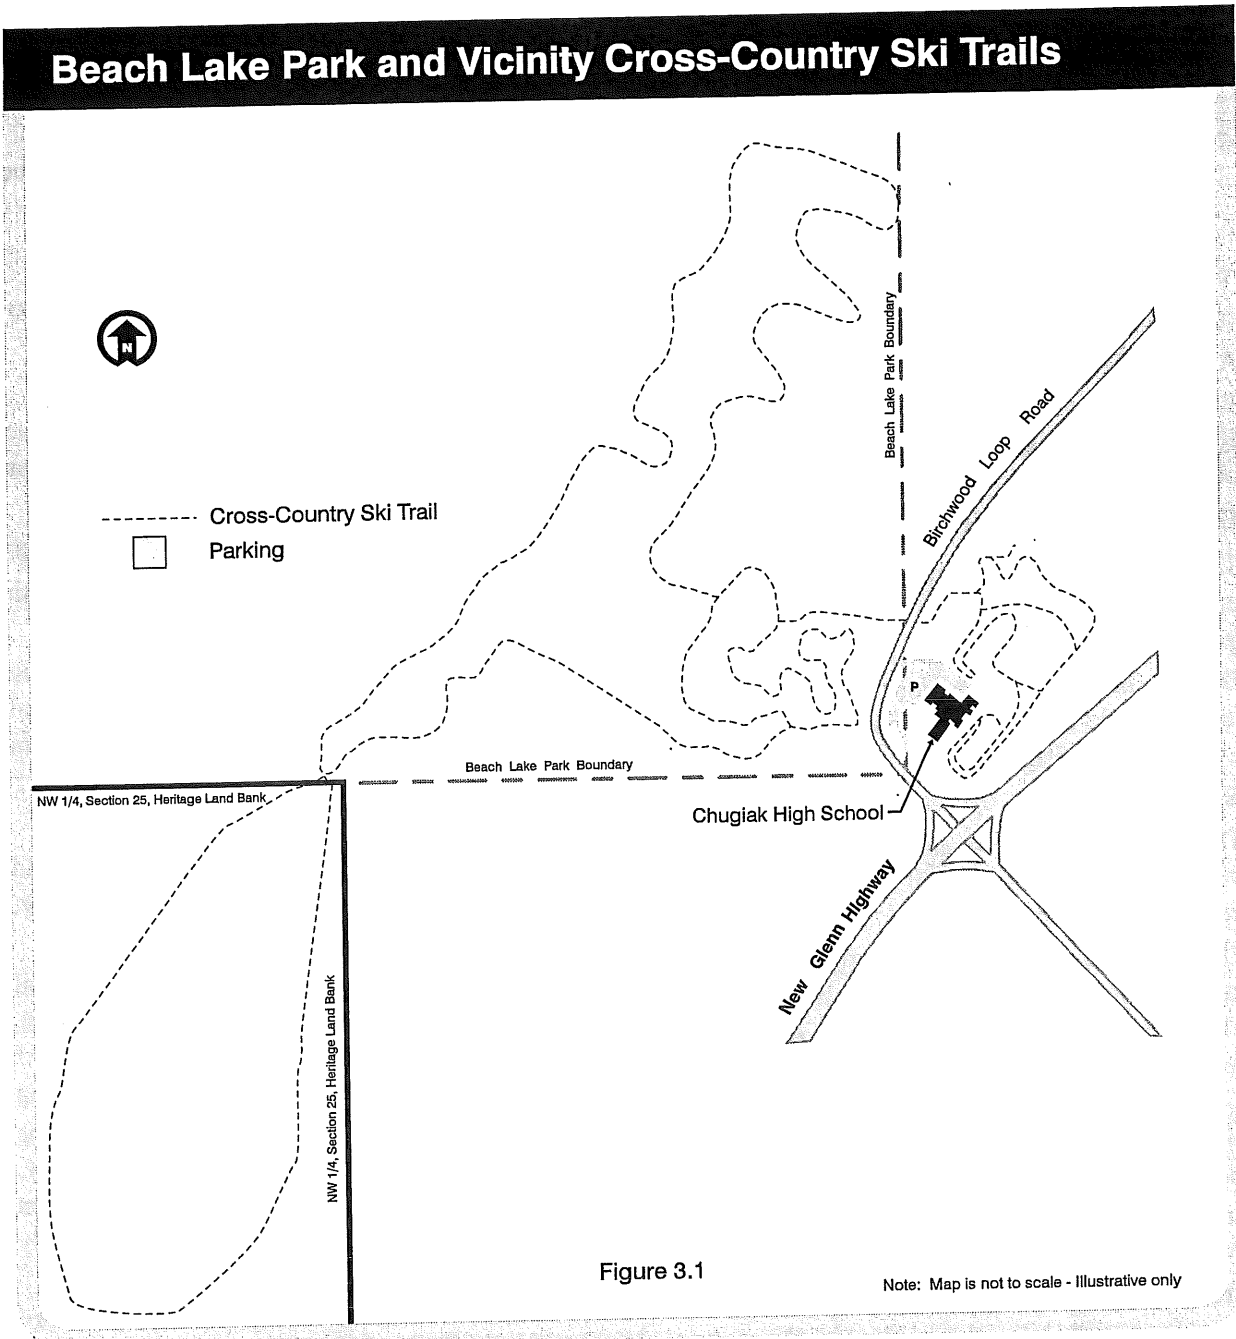 Beach Lake Park and Vicinity Cross-Country Ski Trails
N
Beach Lake Park Boundary
Birchwood Loop Road
Cross-Country Ski Trail
Parking
P
Beach Lake Park Boundary
NW 1/4, Section 25, Heritage Land Bank
Chugiak High School
New Glenn HIghway
NW 1/4, Section 25, Heritage Land Bank
Figure 3.1
Note: Map is not to scale - Illustrative only